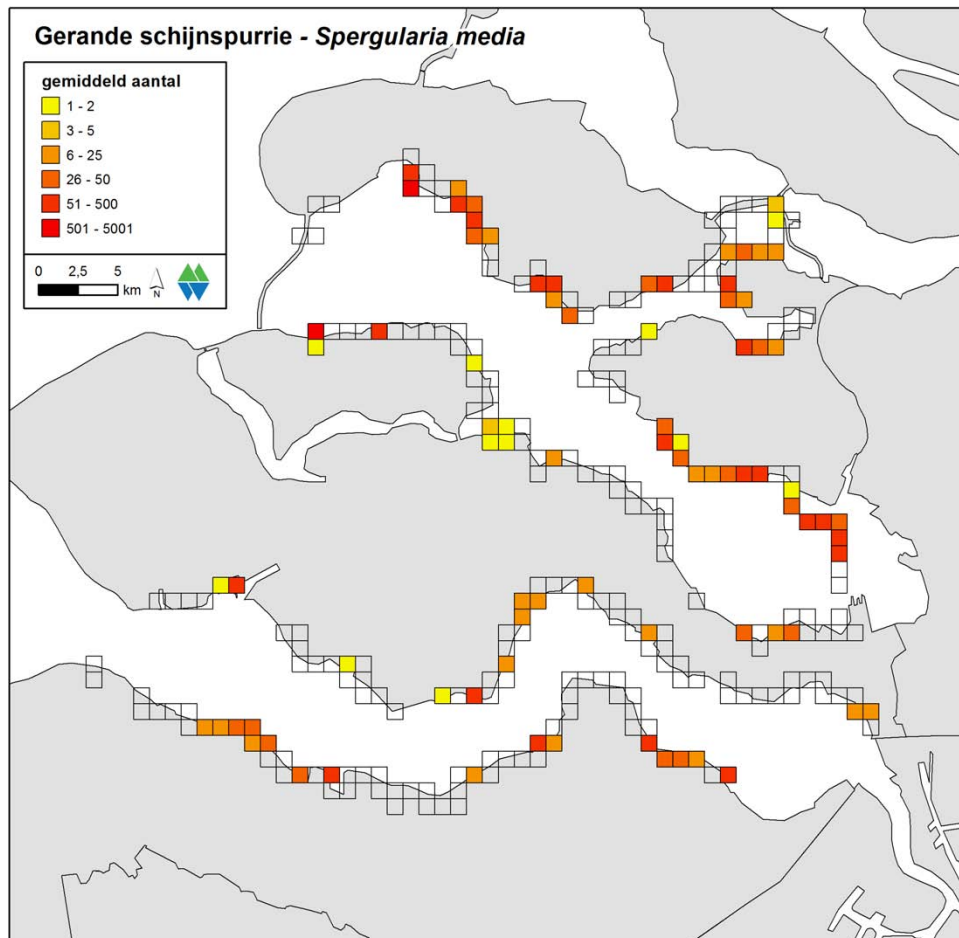 Gerande schijnspurrie - Spergularia media
gemiddeld aantal
1 - 2
3 - 5
6 - 25
26 - 50
51 - 500
501 - 5001
0 2,5 5
km
N